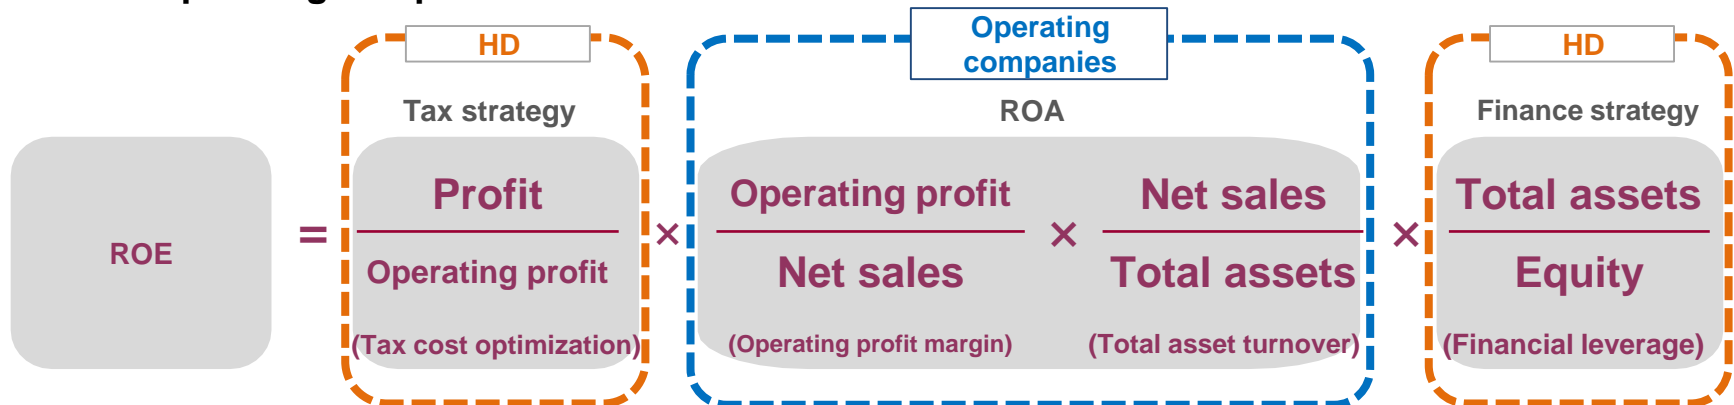 HD
Operating
companies
HD
Tax strategy
ROA
Finance strategy
ROE
=
Profit
Operating profit
(Tax cost optimization)
×
Operating profit
Net sales
(Operating profit margin)
×
Net sales
Total assets
(Total asset turnover)
×
Total assets
Equity
(Financial leverage)